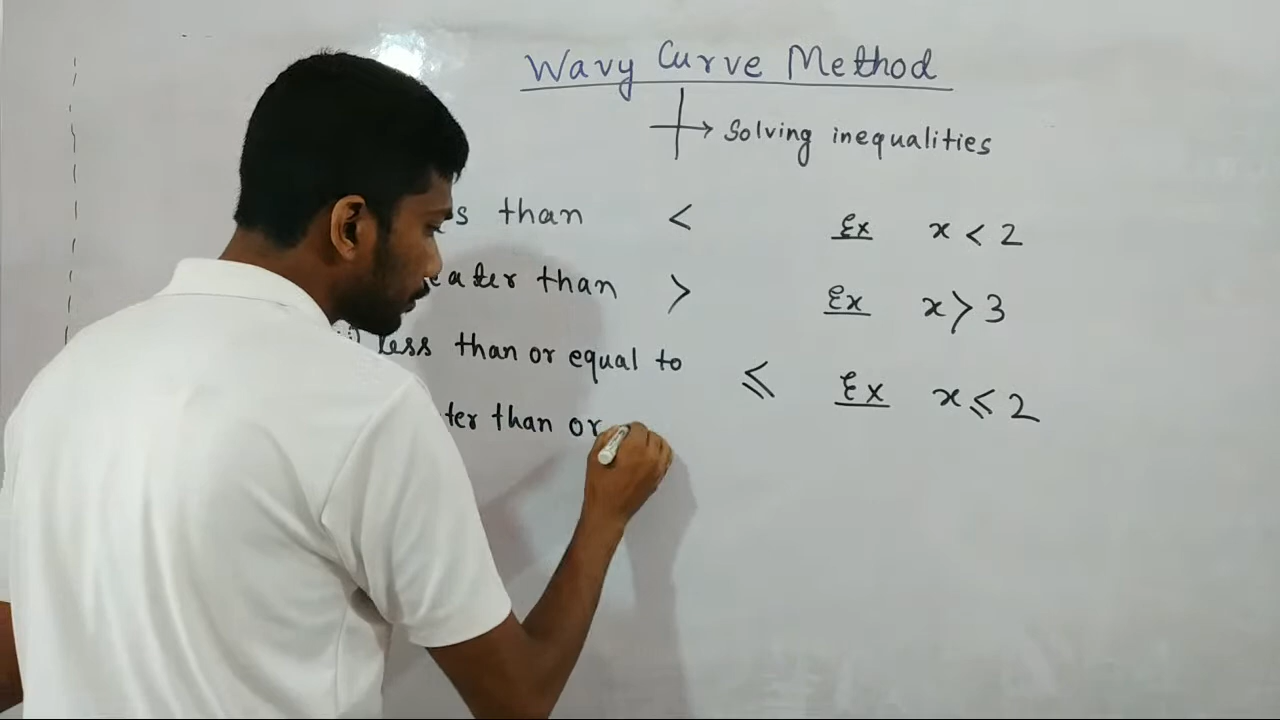 Wavy Curve Method
Solving inequalities
s than < Ex x < 2
eater than > Ex x > 3
less than or equal to ⩽ Ex x ⩽ 2
ter than or